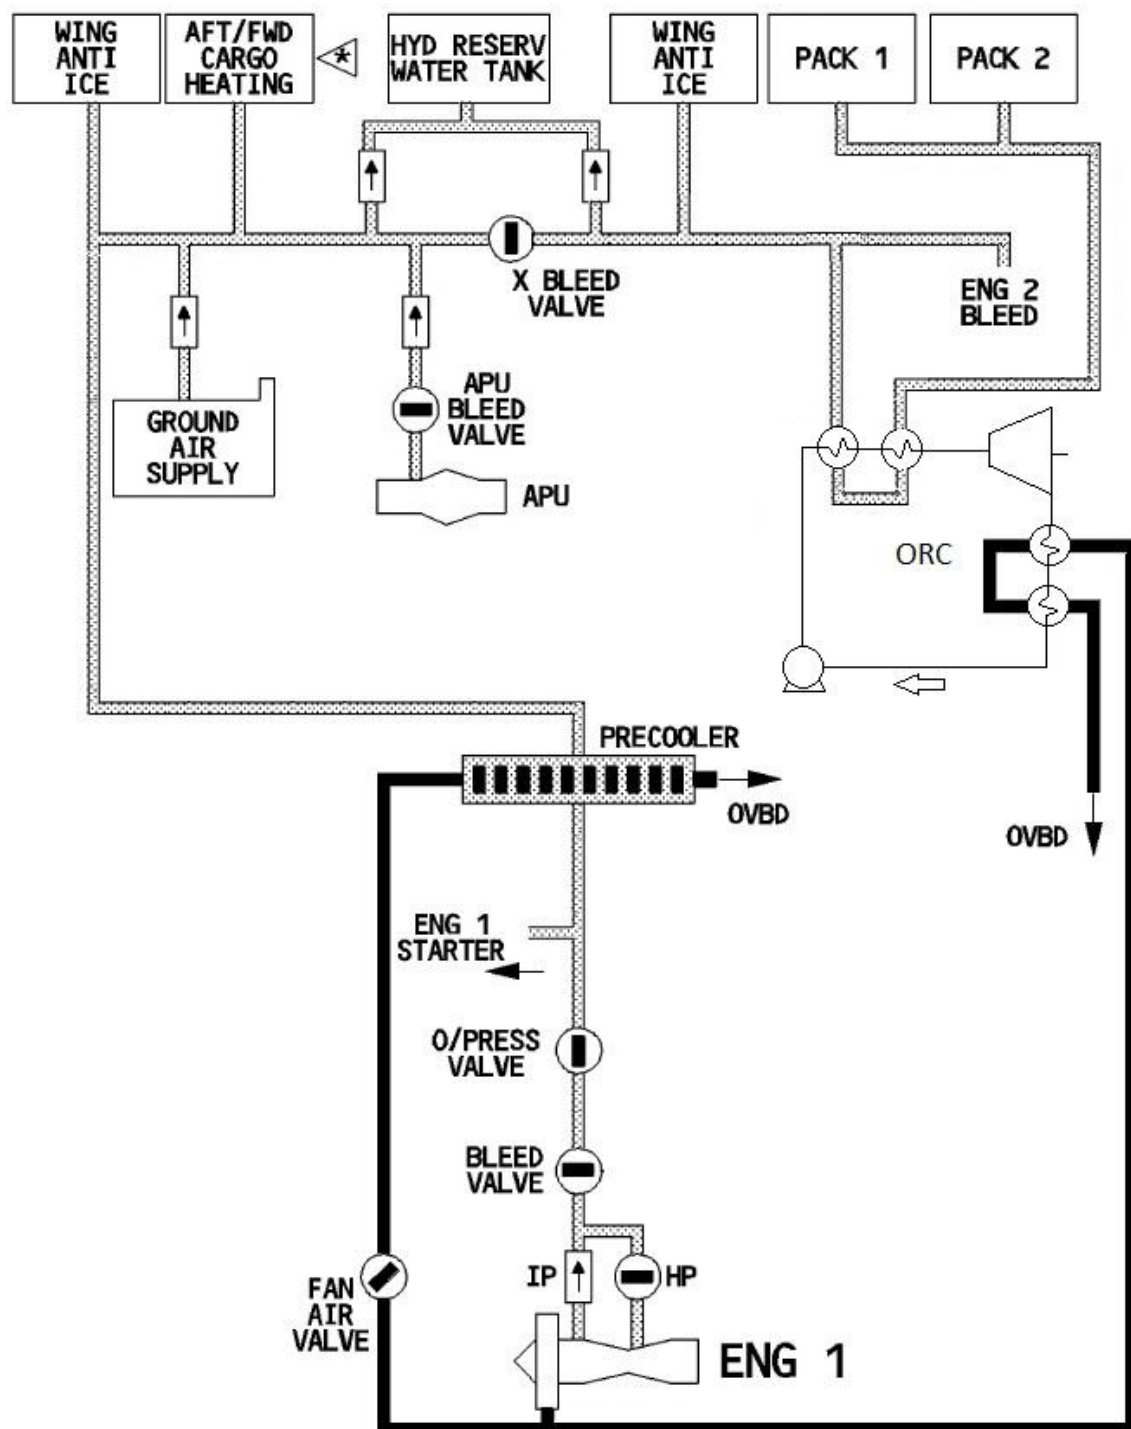 WING
ANTI
ICE
AFT/FWD
CARGO
HEATING
*
HYD RESERV
WATER TANK
WING
ANTI
ICE
PACK 1
PACK 2
X BLEED
VALVE
ENG 2
BLEED
GROUND
AIR
SUPPLY
APU
BLEED
VALVE
APU
ORC
PRECOOLER
OVBD
OVBD
ENG 1
STARTER
O/PRESS
VALVE
BLEED
VALVE
IP
HP
FAN
AIR
VALVE
ENG 1